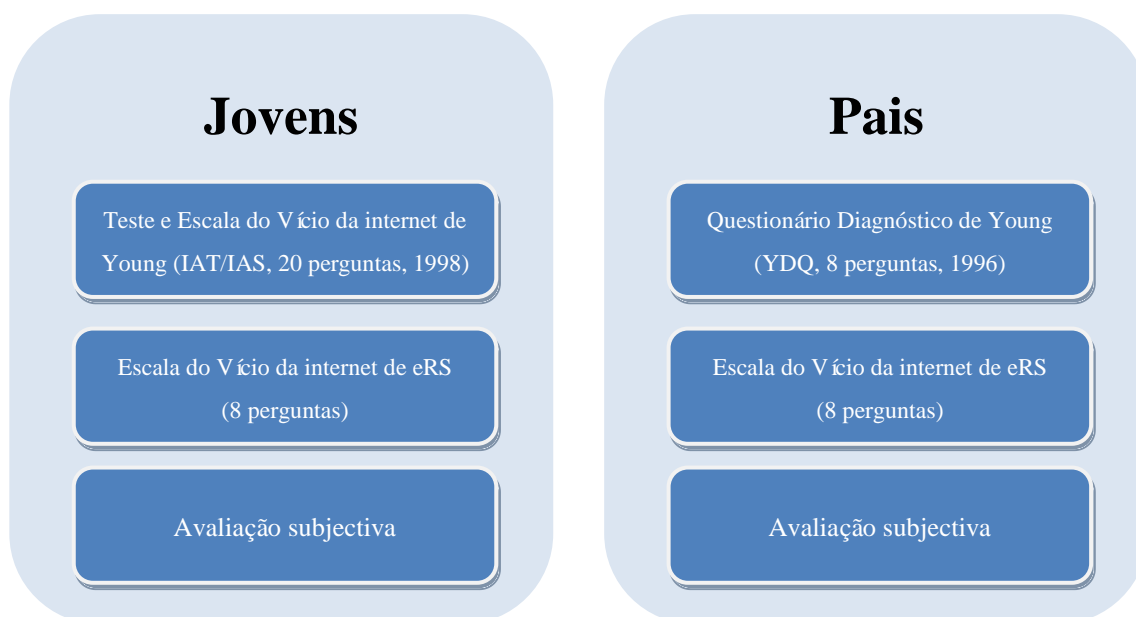 Jovens
Teste e Escala do Vício da internet de
Young (IAT/IAS, 20 perguntas, 1998)
Escala do Vício da internet de eRS
(8 perguntas)
Avaliação subjectiva
Pais
Questionário Diagnóstico de Young
(YDQ, 8 perguntas, 1996)
Escala do Vício da internet de eRS
(8 perguntas)
Avaliação subjectiva